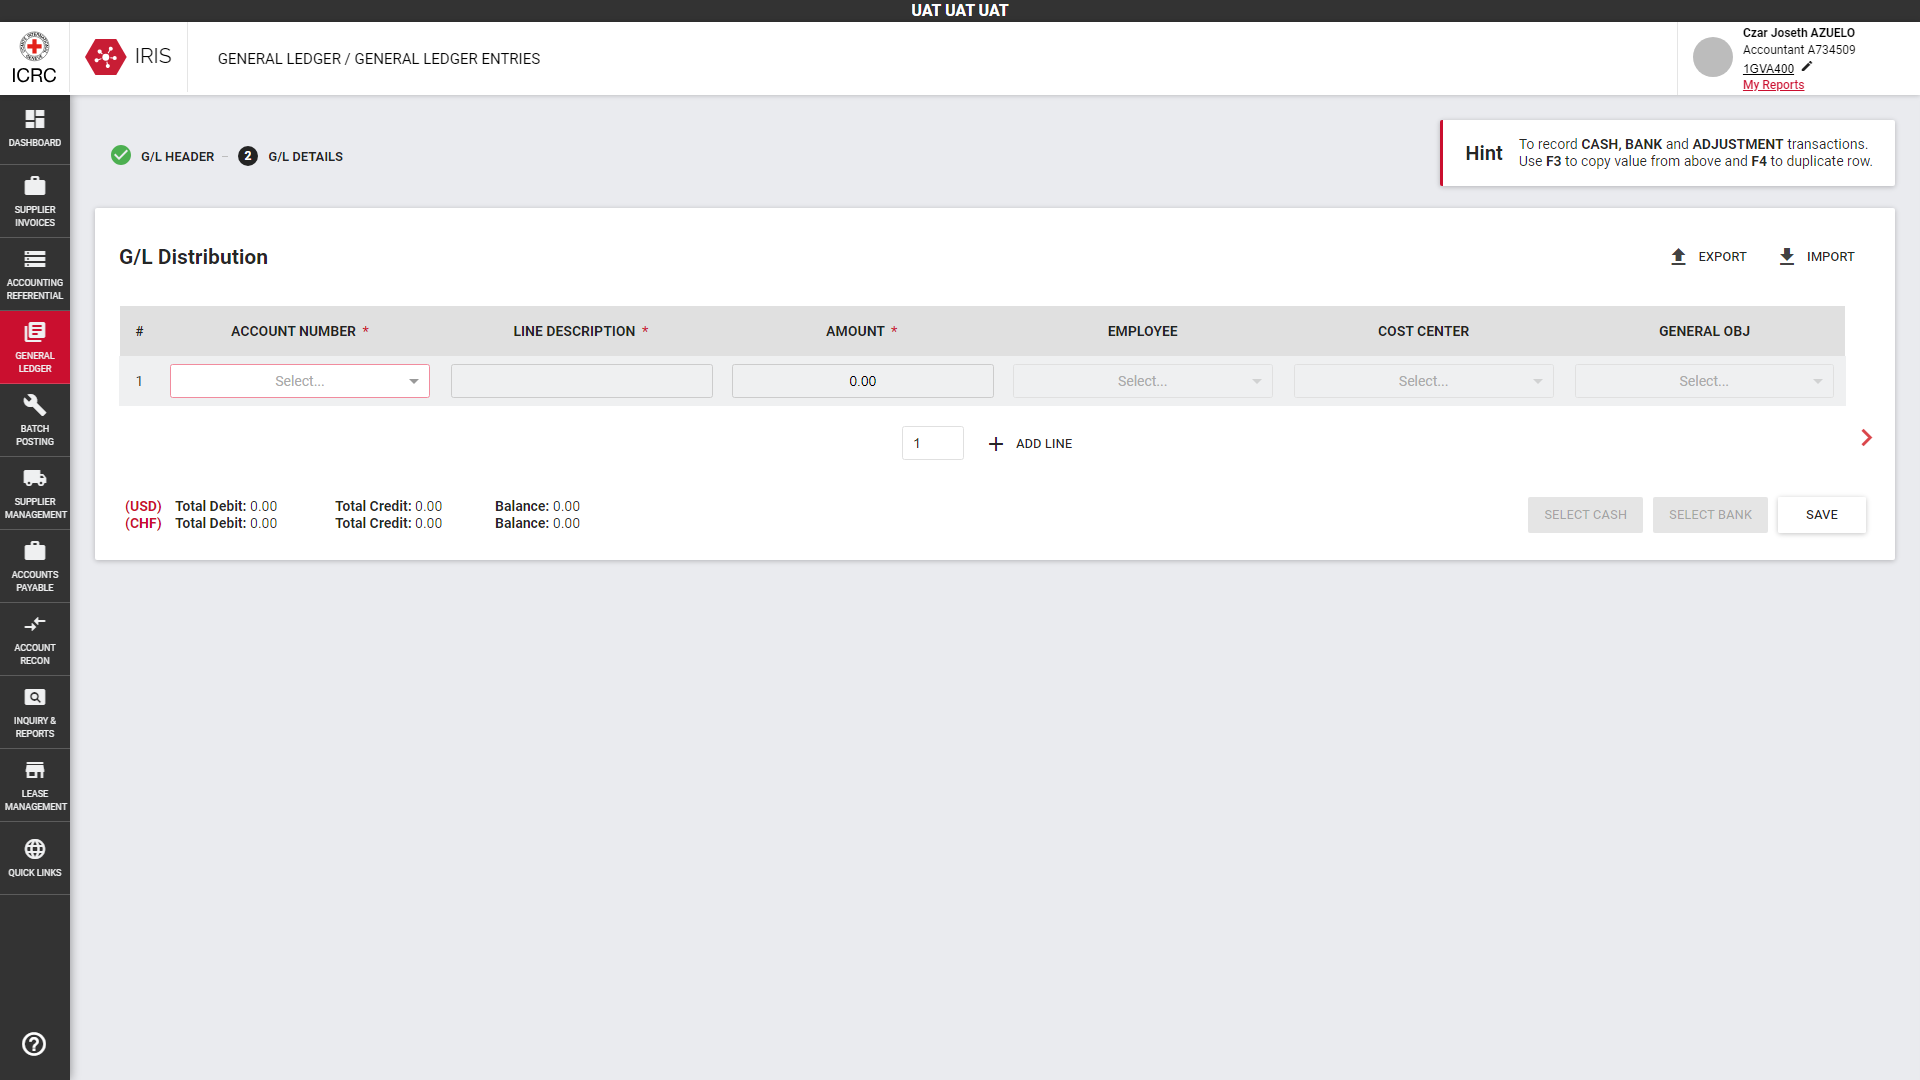 UAT UAT UAT
ICRC
IRIS
GENERAL LEDGER / GENERAL LEDGER ENTRIES
Czar Joseth AZUELO
Accountant A734509
1GVA400
My Reports
DASHBOARD
SUPPLIER
INVOICES
ACCOUNTING
REFERENTIAL
GENERAL
LEDGER
BATCH
POSTING
SUPPLIER
MANAGEMENT
ACCOUNTS
PAYABLE
ACCOUNT
RECON
INQUIRY &
REPORTS
LEASE
MANAGEMENT
QUICK LINKS
G/L HEADER – 2 G/L DETAILS
Hint
To record CASH, BANK and ADJUSTMENT transactions.
Use F3 to copy value from above and F4 to duplicate row.
G/L Distribution
EXPORT IMPORT
# ACCOUNT NUMBER * LINE DESCRIPTION * AMOUNT * EMPLOYEE COST CENTER GENERAL OBJ
1 Select... 0.00 Select... Select... Select...
1 ADD LINE
(USD) Total Debit: 0.00 Total Credit: 0.00 Balance: 0.00
(CHF) Total Debit: 0.00 Total Credit: 0.00 Balance: 0.00
SELECT CASH SELECT BANK SAVE